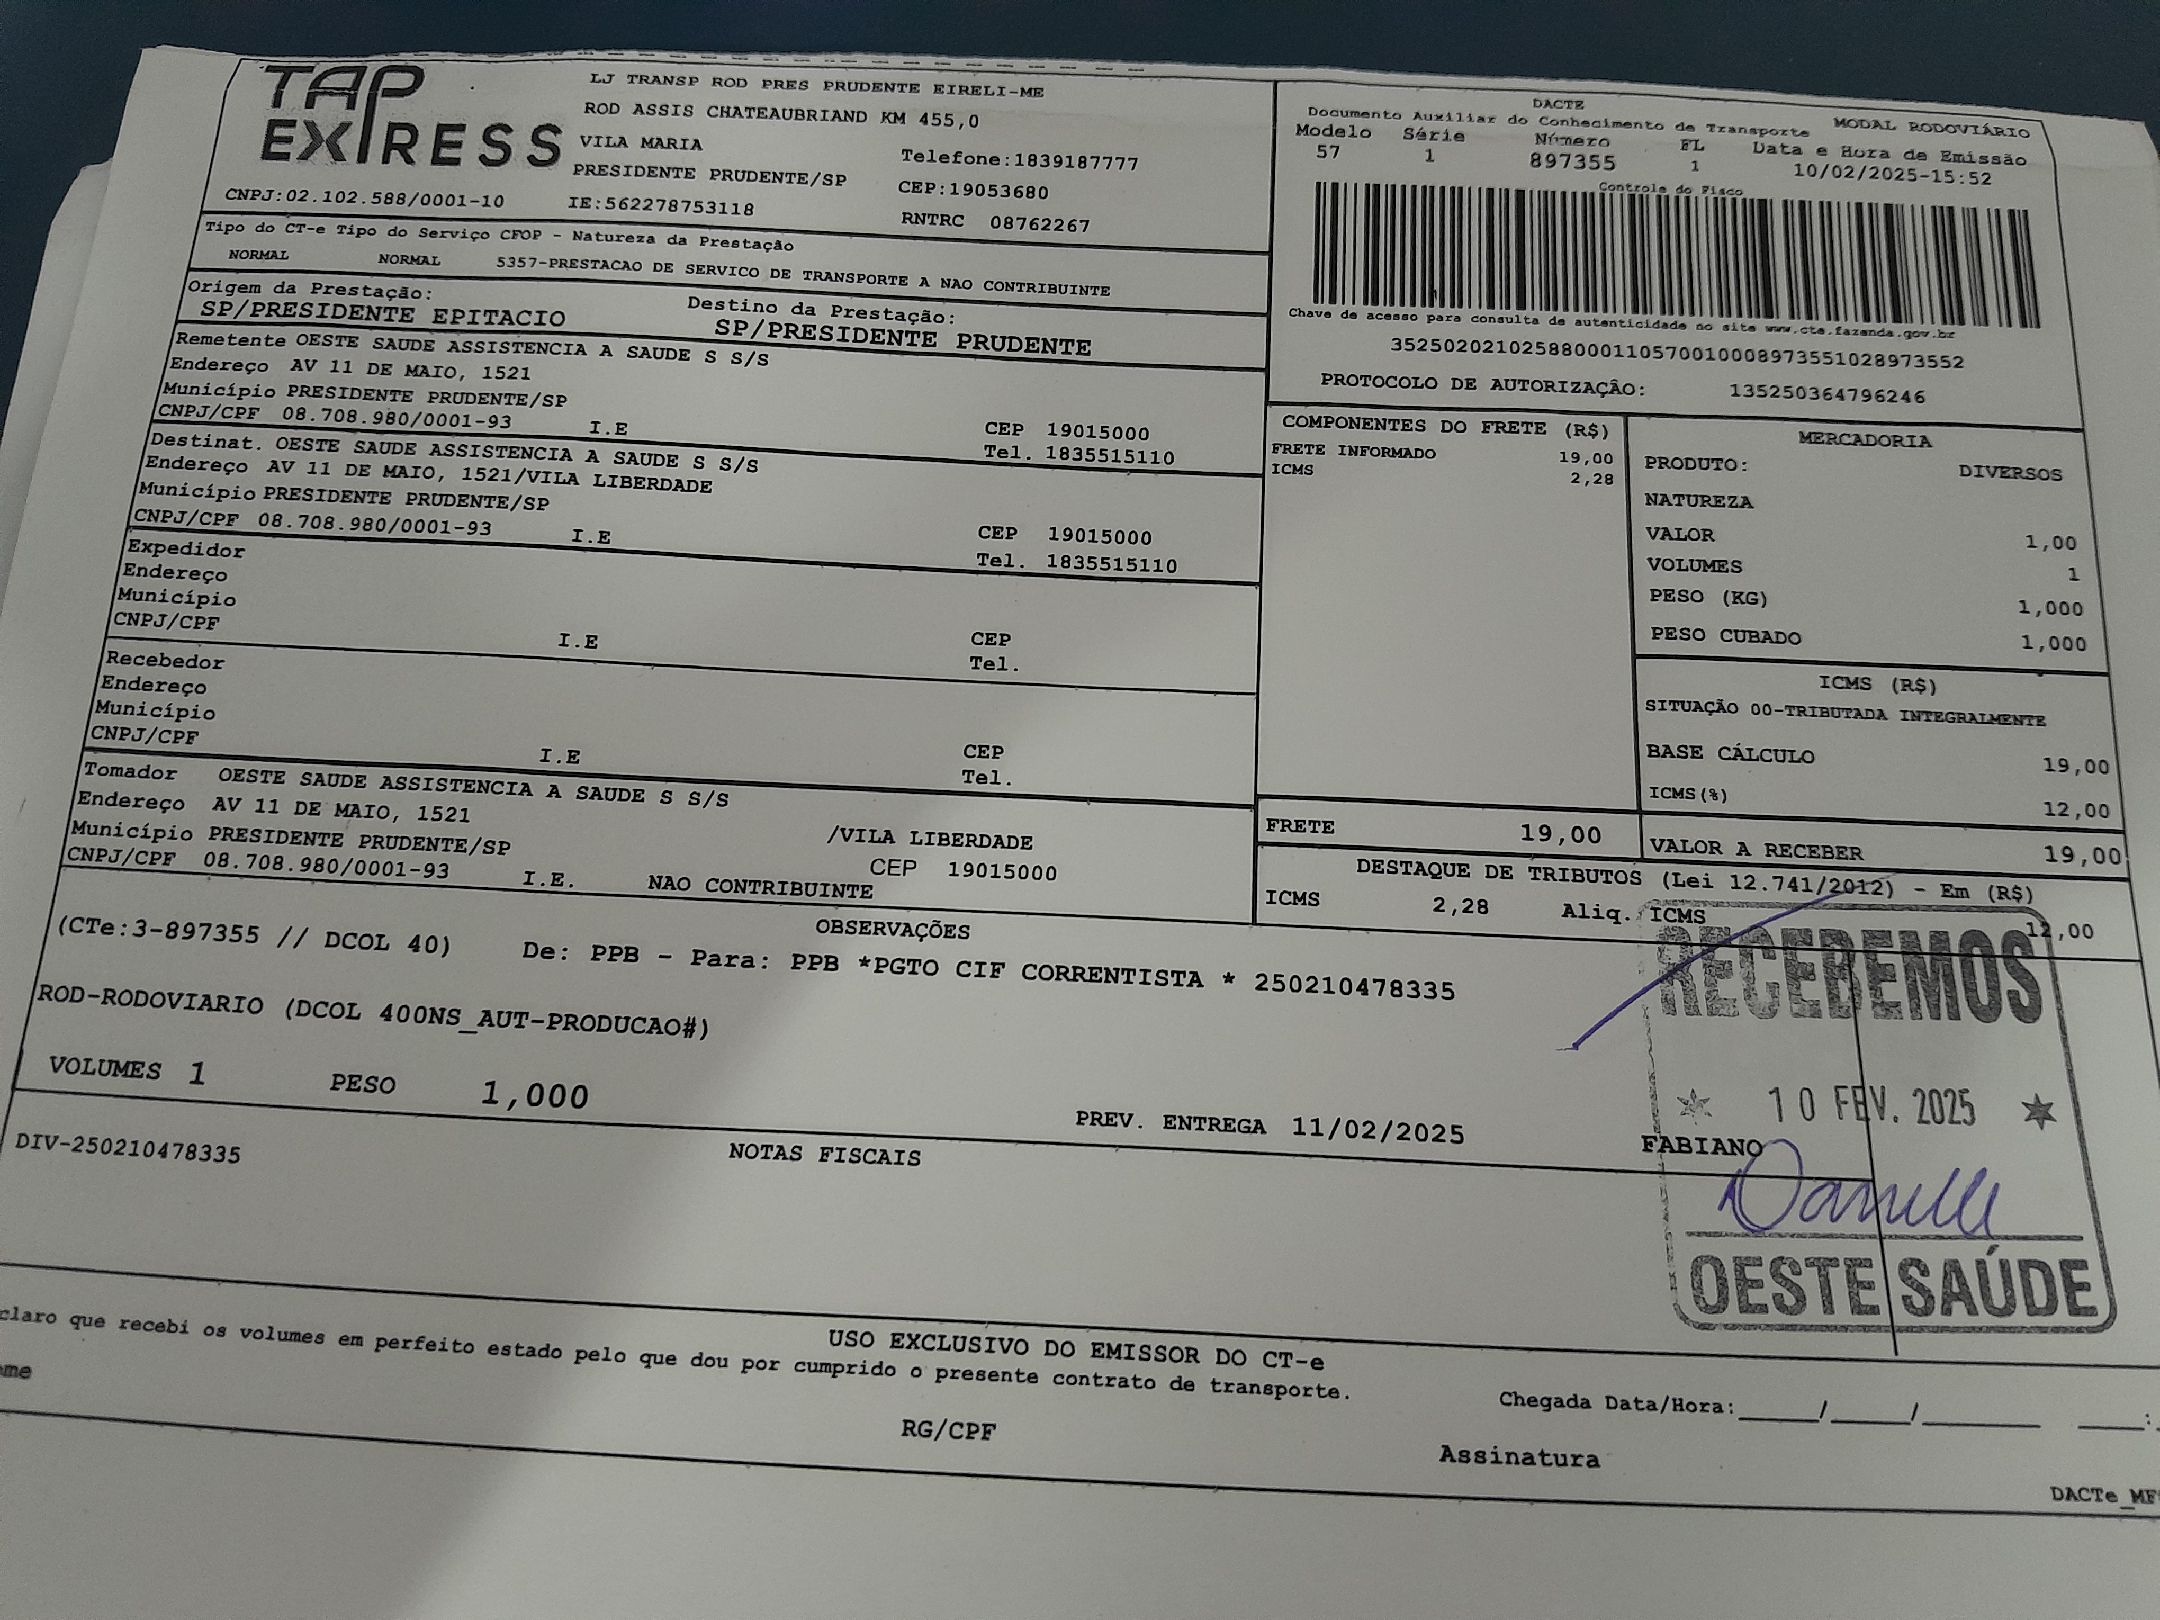 TAP EXPRESS
LJ TRANSP ROD PRES PRUDENTE EIRELI-ME
ROD ASSIS CHATEAUBRIAND KM 455,0
VILA MARIA
Telefone:1839187777
PRESIDENTE PRUDENTE/SP
CEP:19053680
CNPJ:02.102.588/0001-10 IE:562278753118 RNTRC 08762267
DACTE
Documento Auxiliar do Conhecimento de Transporte MODAL RODOVIÁRIO
Modelo Série Número FL Data e Hora de Emissão
57 1 897355 1 10/02/2025-15:52
Controle do Fisco
Chave de acesso para consulta de autenticidade no site www.cte.fazenda.gov.br
35250202102588000110570010008973551028973552
PROTOCOLO DE AUTORIZAÇÃO: 135250364796246
Tipo do CT-e Tipo do Serviço CFOP - Natureza da Prestação
NORMAL NORMAL 5357-PRESTACAO DE SERVICO DE TRANSPORTE A NAO CONTRIBUINTE
Origem da Prestação: Destino da Prestação:
SP/PRESIDENTE EPITACIO SP/PRESIDENTE PRUDENTE
Remetente OESTE SAUDE ASSISTENCIA A SAUDE S S/S
Endereço AV 11 DE MAIO, 1521
Município PRESIDENTE PRUDENTE/SP CEP 19015000
CNPJ/CPF 08.708.980/0001-93 I.E Tel. 1835515110
Destinat. OESTE SAUDE ASSISTENCIA A SAUDE S S/S
Endereço AV 11 DE MAIO, 1521/VILA LIBERDADE
Município PRESIDENTE PRUDENTE/SP CEP 19015000
CNPJ/CPF 08.708.980/0001-93 I.E Tel. 1835515110
Expedidor
Endereço
Município CEP
CNPJ/CPF I.E Tel.
Recebedor
Endereço
Município CEP
CNPJ/CPF I.E Tel.
Tomador OESTE SAUDE ASSISTENCIA A SAUDE S S/S
Endereço AV 11 DE MAIO, 1521 /VILA LIBERDADE
Município PRESIDENTE PRUDENTE/SP CEP 19015000
CNPJ/CPF 08.708.980/0001-93 I.E. NAO CONTRIBUINTE
COMPONENTES DO FRETE (R$)
FRETE INFORMADO 19,00
ICMS 2,28
MERCADORIA
PRODUTO: DIVERSOS
NATUREZA
VALOR 1,00
VOLUMES 1
PESO (KG) 1,000
PESO CUBADO 1,000
ICMS (R$)
SITUAÇÃO 00-TRIBUTADA INTEGRALMENTE
BASE CÁLCULO 19,00
ICMS(%) 12,00
FRETE 19,00 VALOR A RECEBER 19,00
DESTAQUE DE TRIBUTOS (Lei 12.741/2012) - Em (R$)
ICMS 2,28 Aliq. ICMS 12,00
OBSERVAÇÕES
(CTe:3-897355 // DCOL 40) De: PPB - Para: PPB *PGTO CIF CORRENTISTA * 250210478335
ROD-RODOVIARIO (DCOL 400NS_AUT-PRODUCAO#)
VOLUMES 1 PESO 1,000 PREV. ENTREGA 11/02/2025 FABIANO
RECEBEMOS
10 FEV. 2025
Danielle
OESTE SAÚDE
NOTAS FISCAIS
DIV-250210478335
USO EXCLUSIVO DO EMISSOR DO CT-e
claro que recebi os volumes em perfeito estado pelo que dou por cumprido o presente contrato de transporte.
ome RG/CPF Chegada Data/Hora:____/____/______ ___:
Assinatura
DACTe_MF